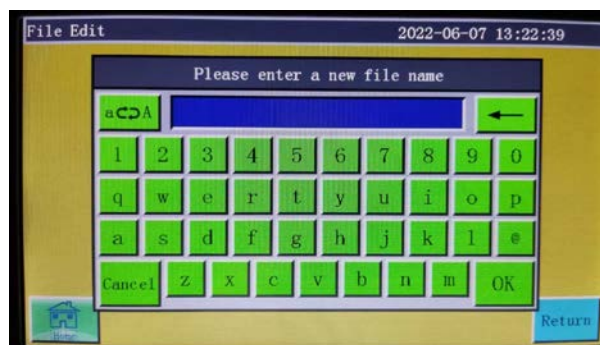 File Edit 2022-06-07 13:22:39
Please enter a new file name
a A
1 2 3 4 5 6 7 8 9 0
q w e r t y u i o p
a s d f g h j k l @
Cancel z x c v b n m OK
Home Return